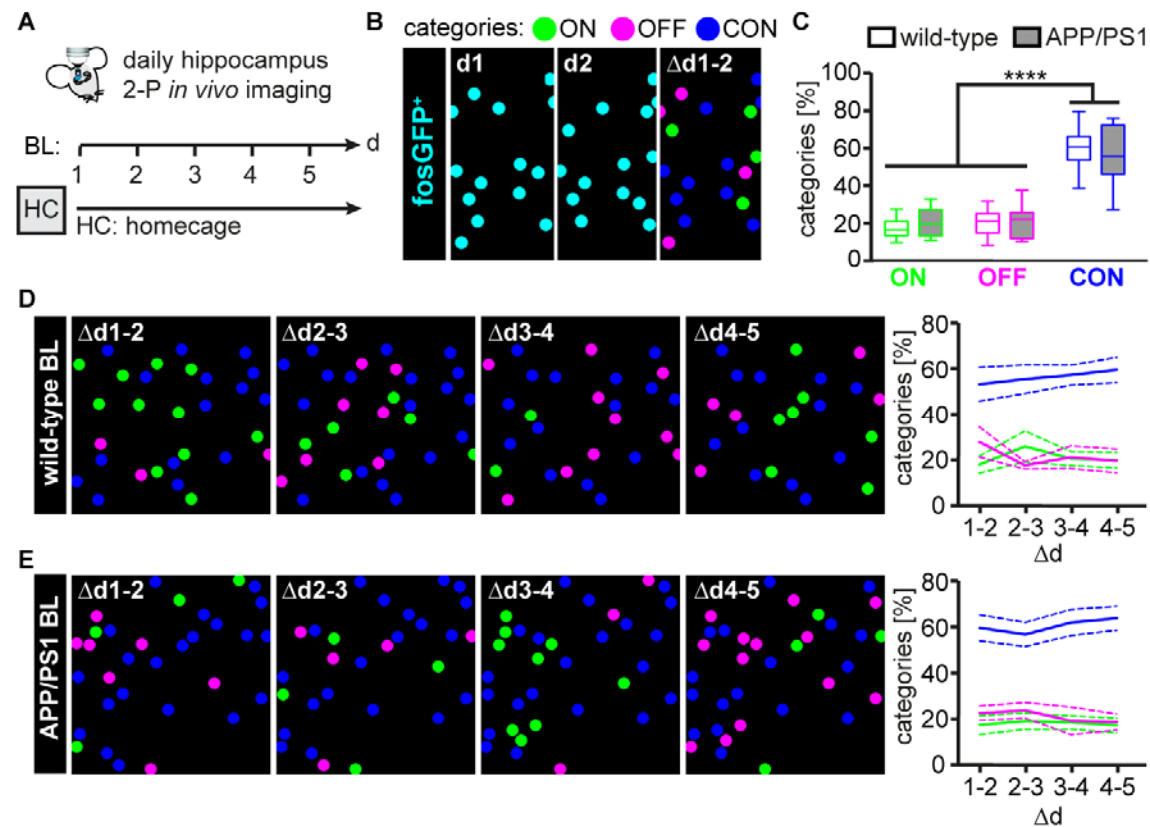 A
daily hippocampus
2-P in vivo imaging
BL:
d
1 2 3 4 5
HC
HC: homecage
B
categories: ON OFF CON
fosGFP+
d1 d2 Δd1-2
C
wild-type APP/PS1
****
categories [%]
100
80
60
40
20
0
ON OFF CON
D
wild-type BL
Δd1-2 Δd2-3 Δd3-4 Δd4-5
categories [%]
80
60
40
20
0
1-2 2-3 3-4 4-5
Δd
E
APP/PS1 BL
Δd1-2 Δd2-3 Δd3-4 Δd4-5
categories [%]
80
60
40
20
0
1-2 2-3 3-4 4-5
Δd